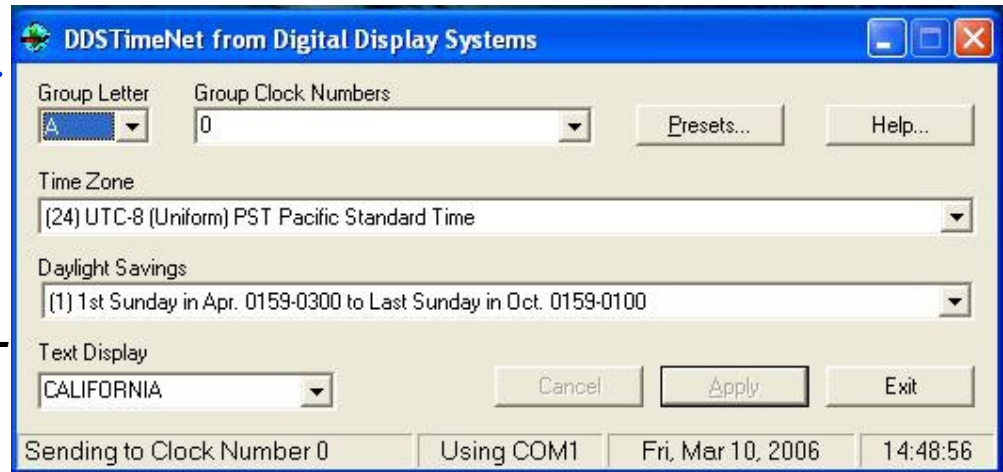 DDSTimeNet from Digital Display Systems
Group Letter Group Clock Numbers
A 0 Presets... Help...
Time Zone
(24) UTC-8 (Uniform) PST Pacific Standard Time
Daylight Savings
(1) 1st Sunday in Apr. 0159-0300 to Last Sunday in Oct. 0159-0100
Text Display
CALIFORNIA Cancel Apply Exit
Sending to Clock Number 0 Using COM1 Fri, Mar 10, 2006 14:48:56